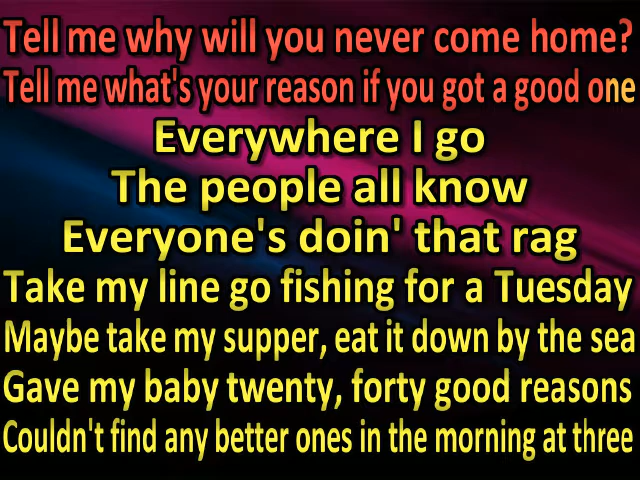 Tell me why will you never come home?
Tell me what's your reason if you got a good one
Everywhere I go
The people all know
Everyone's doin' that rag
Take my line go fishing for a Tuesday
Maybe take my supper, eat it down by the sea
Gave my baby twenty, forty good reasons
Couldn't find any better ones in the morning at three